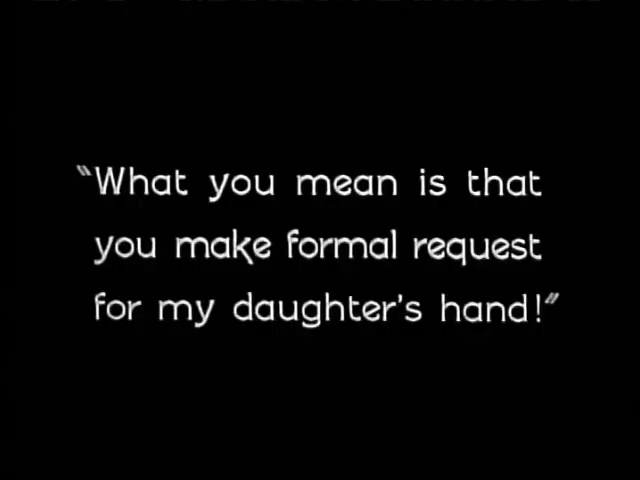 “What you mean is that
you make formal request
for my daughter's hand!”